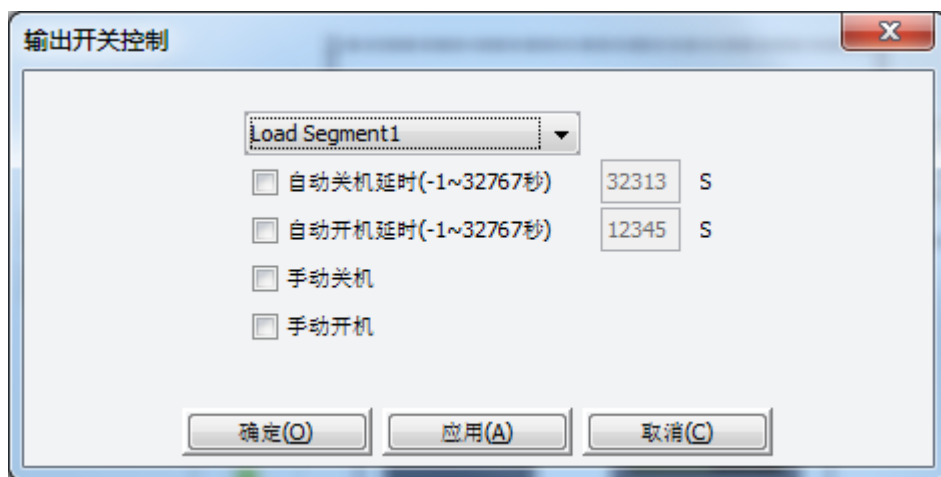 输出开关控制
Load Segment1
自动关机延时(-1~32767秒) 32313 S
自动开机延时(-1~32767秒) 12345 S
手动关机
手动开机
确定(O) 应用(A) 取消(C)